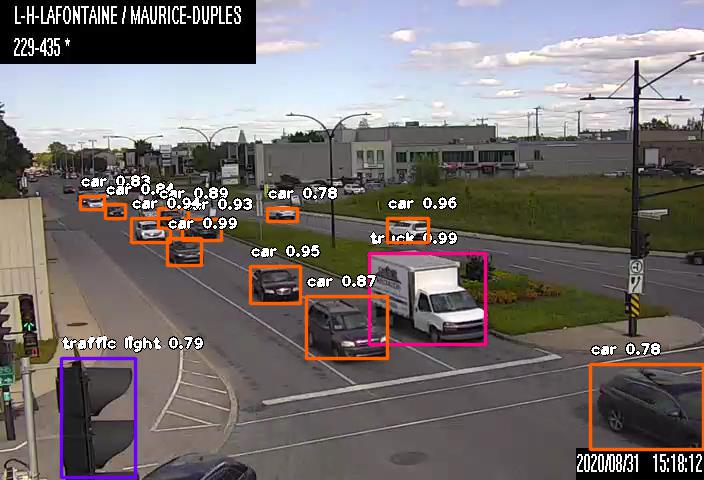 L-H-LAFONTAINE / MAURICE-DUPLES
229-435 *
car 0.83
car 0.89
car 0.93
car 0.99
car 0.78
car 0.96
truck 0.99
car 0.95
car 0.87
traffic light 0.79
car 0.78
2020/08/31 15:18:12